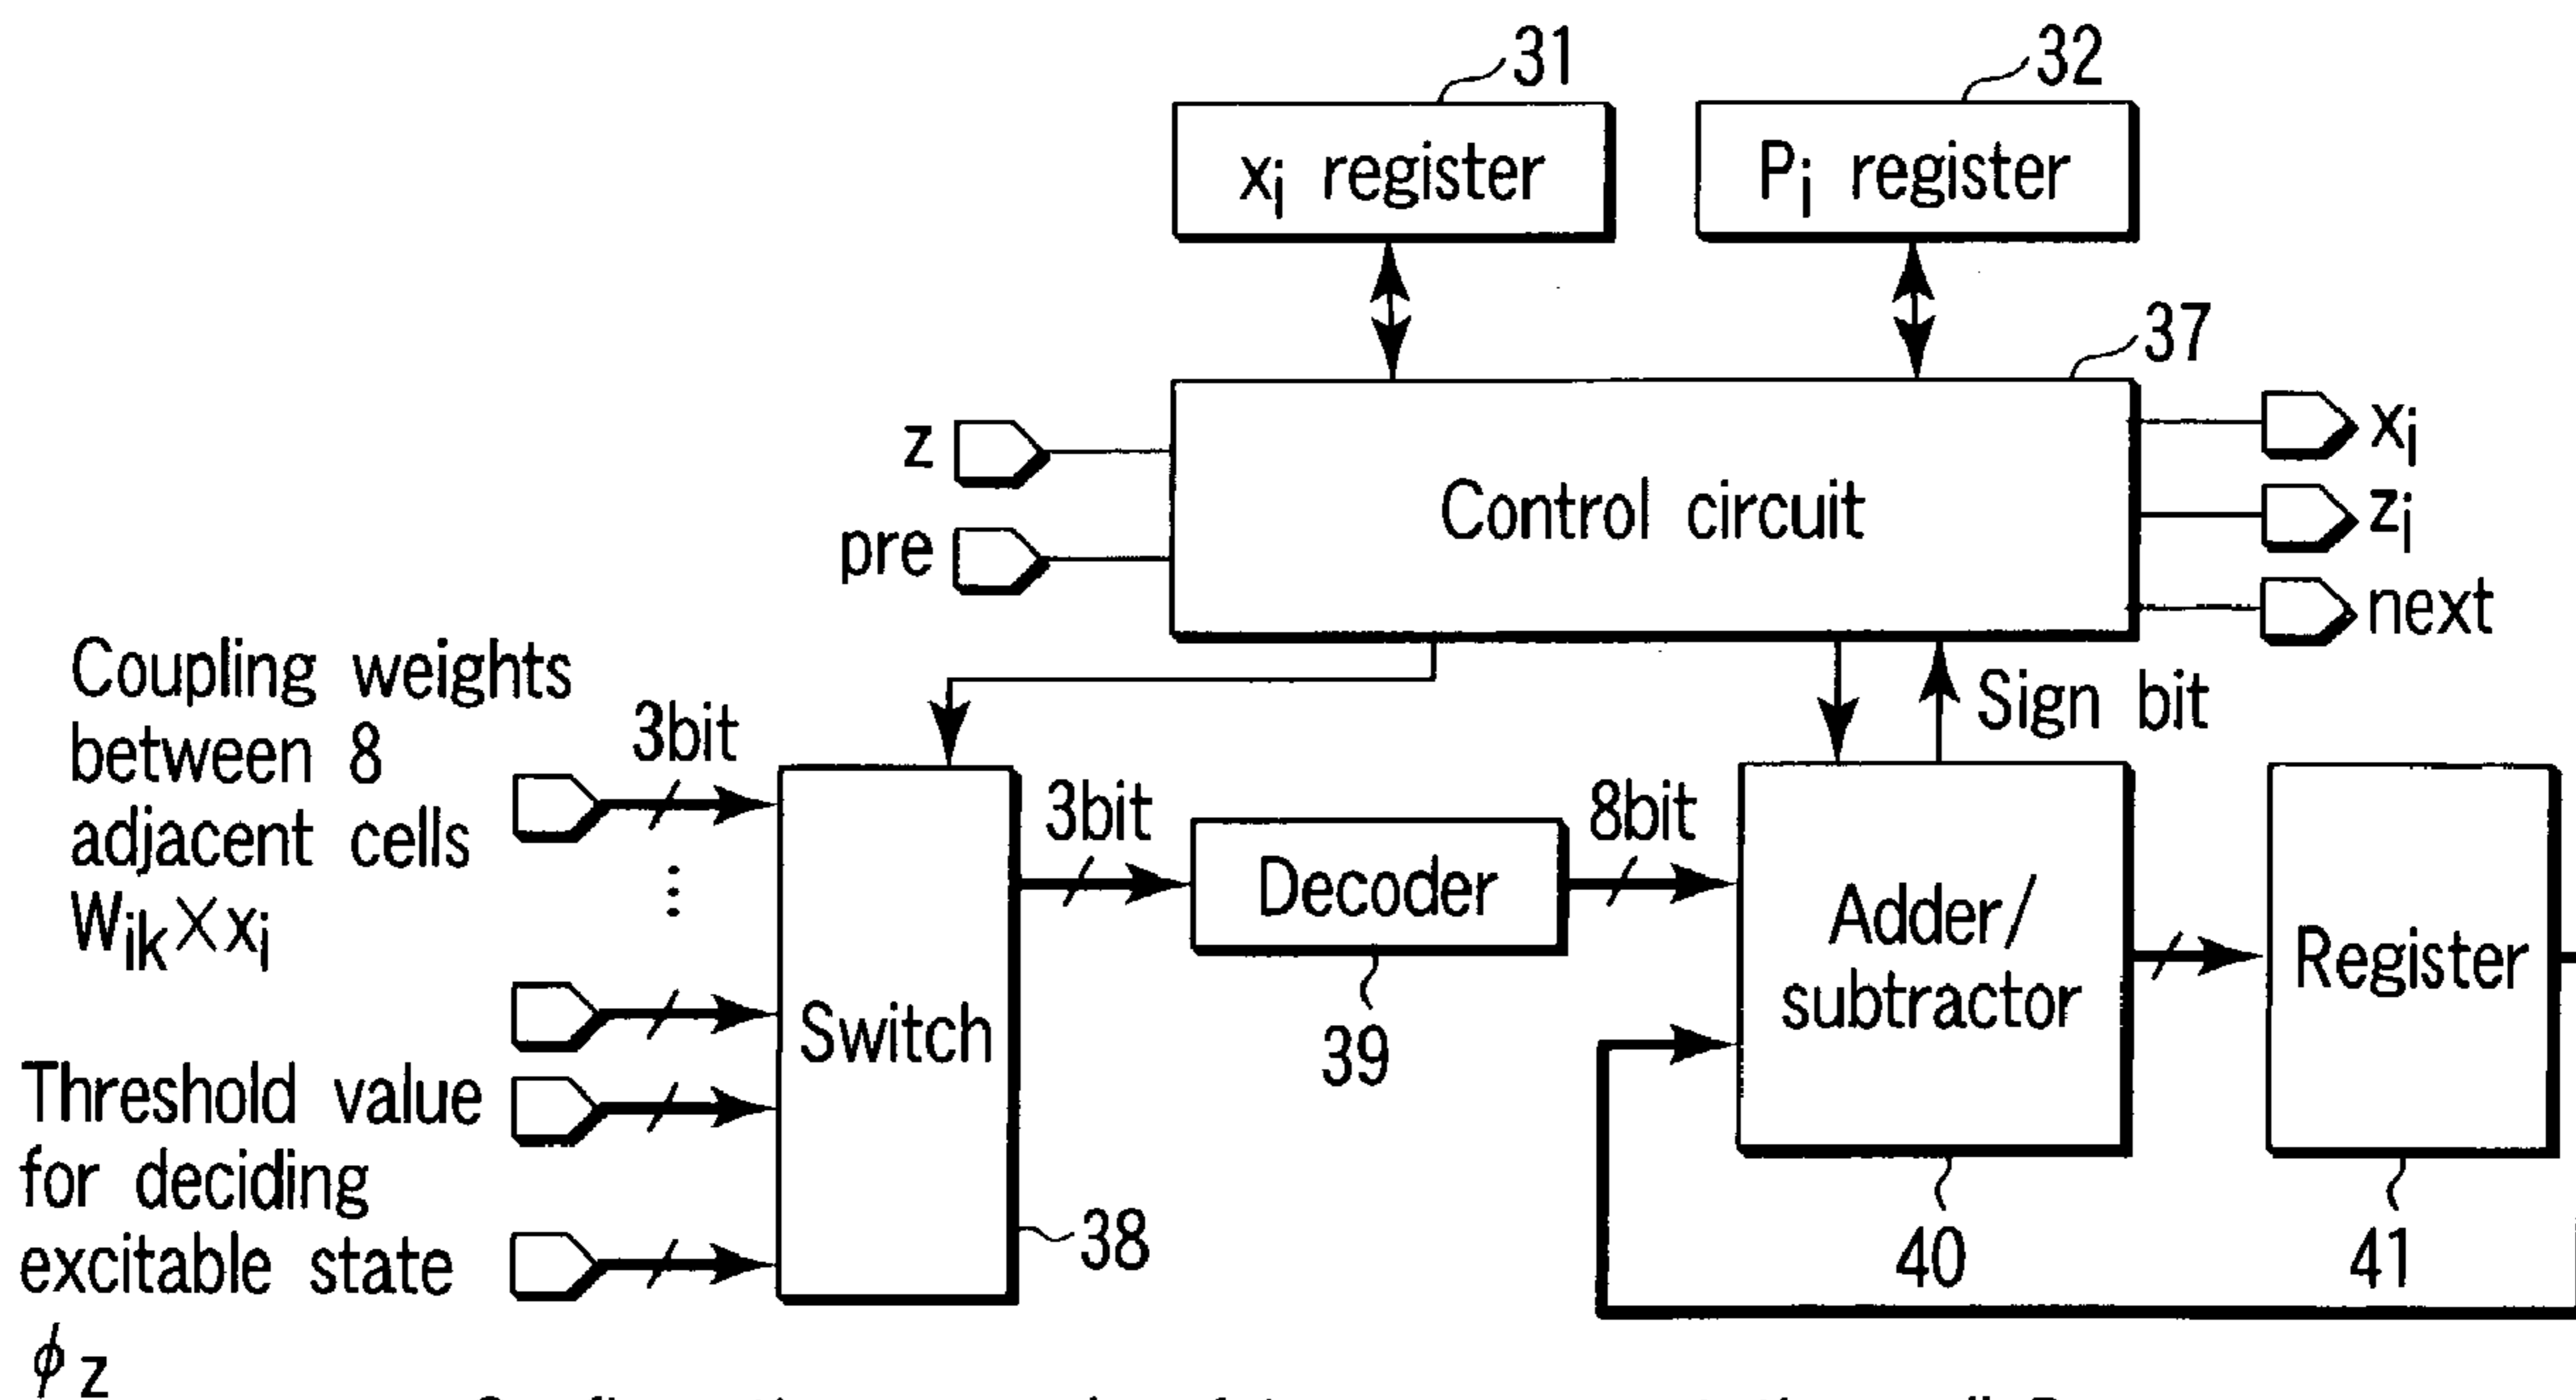 31
32
xi register
Pi register
37
z
pre
Control circuit
xi
zi
next
Coupling weights
between 8
adjacent cells
Wik×xi
3bit
Sign bit
3bit
8bit
Switch
Decoder
Adder/
subtractor
Register
39
Threshold value
for deciding
excitable state
ϕz
38
40
41